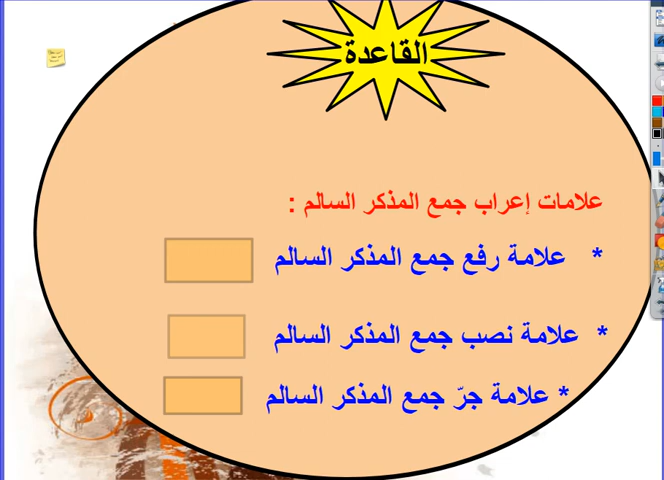 القاعدة
علامات إعراب جمع المذكر السالم :
* علامة رفع جمع المذكر السالم
* علامة نصب جمع المذكر السالم
* علامة جرّ جمع المذكر السالم